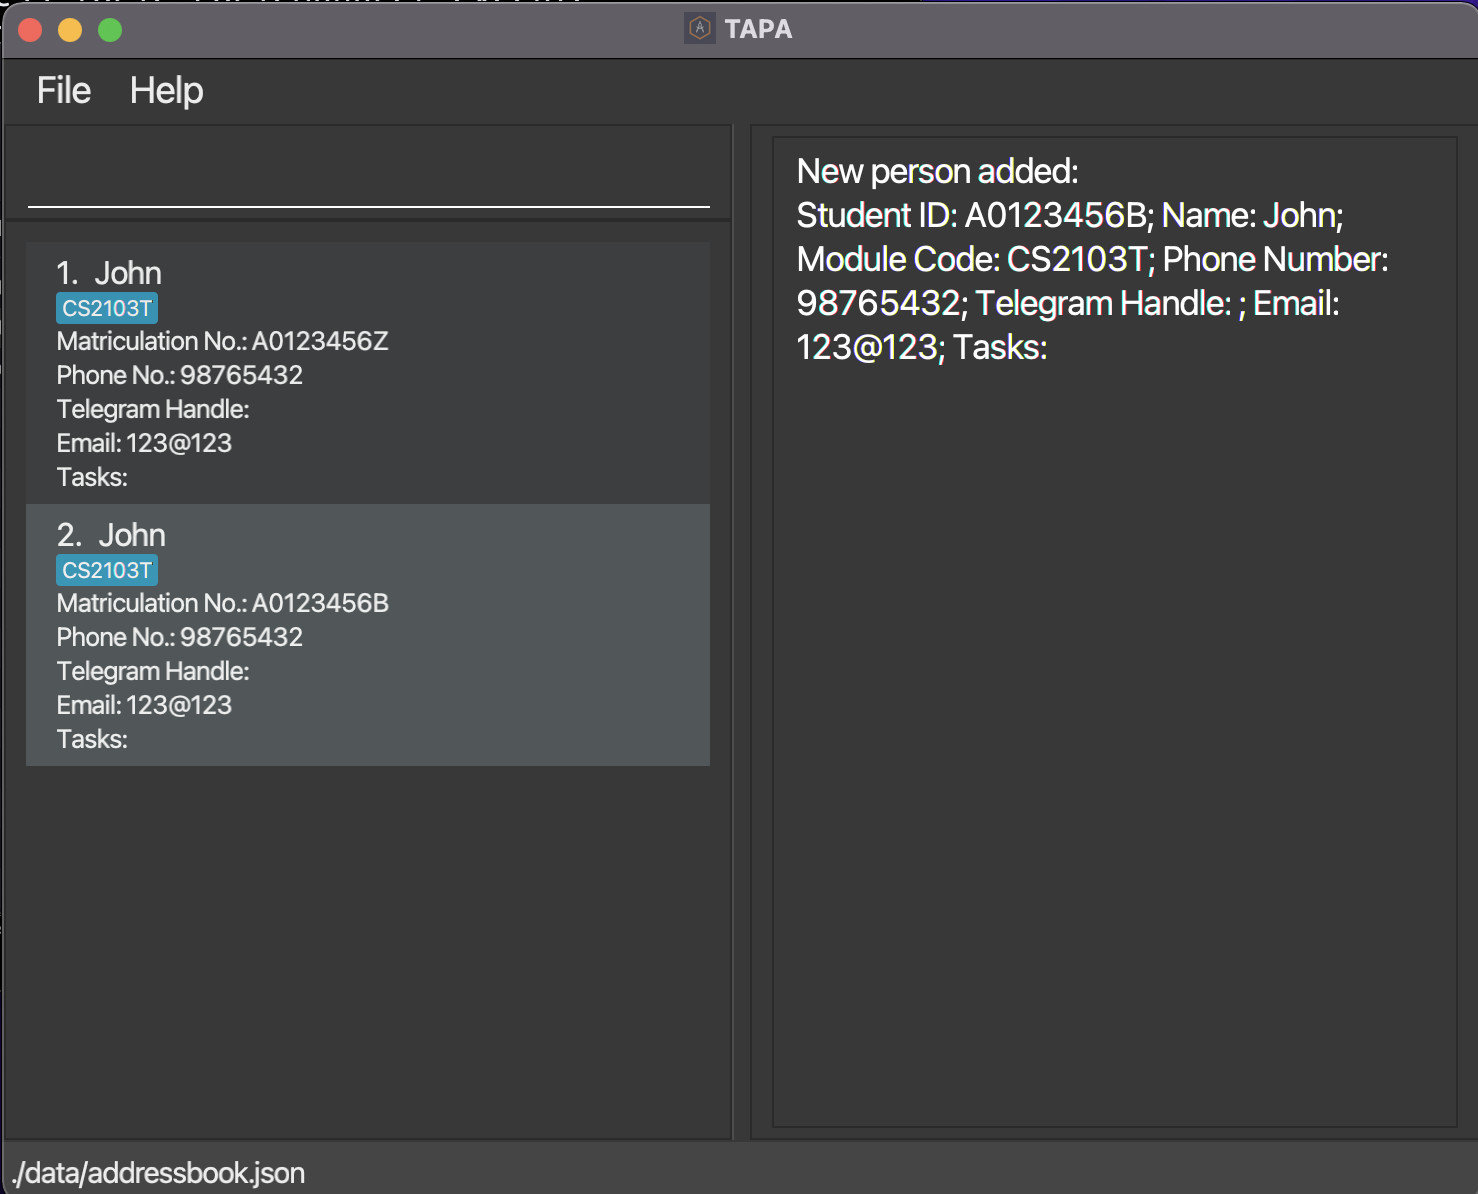 TAPA
File Help
1. John
CS2103T
Matriculation No.: A0123456Z
Phone No.: 98765432
Telegram Handle:
Email: 123@123
Tasks:
2. John
CS2103T
Matriculation No.: A0123456B
Phone No.: 98765432
Telegram Handle:
Email: 123@123
Tasks:
New person added:
Student ID: A0123456B; Name: John;
Module Code: CS2103T; Phone Number:
98765432; Telegram Handle: ; Email:
123@123; Tasks:
./data/addressbook.json